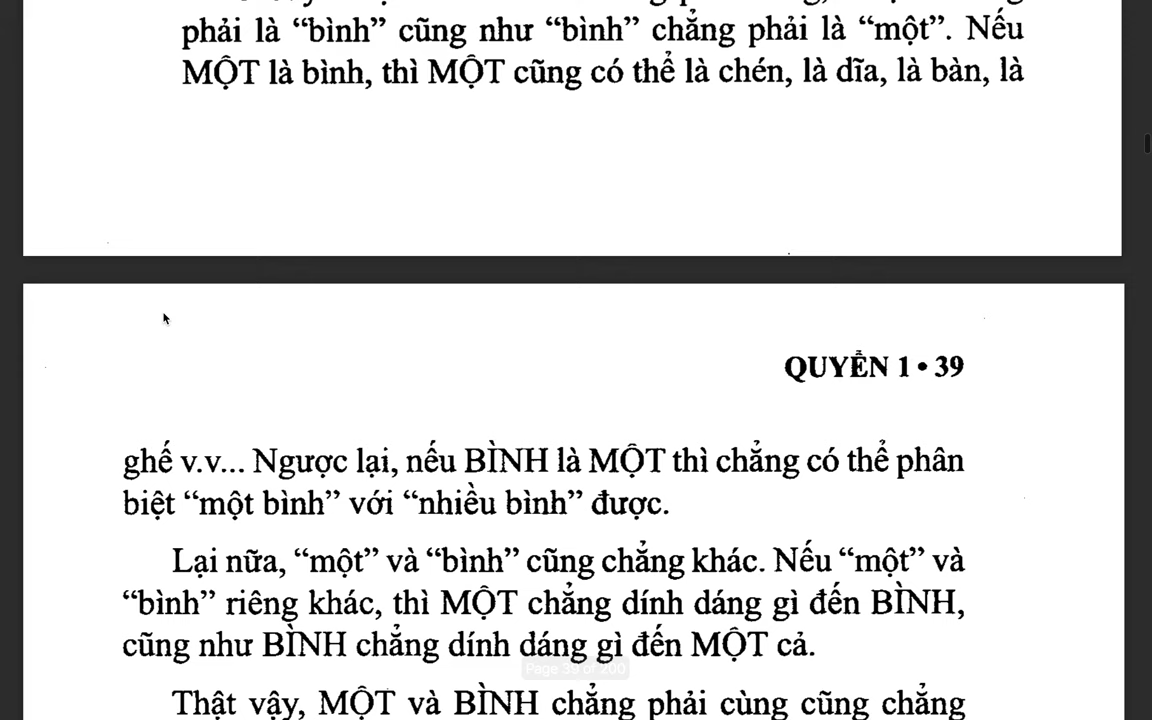 phải là “bình” cũng như “bình” chẳng phải là “một”. Nếu
MỘT là bình, thì MỘT cũng có thể là chén, là dĩa, là bàn, là
QUYỂN 1 • 39
ghế v.v... Ngược lại, nếu BÌNH là MỘT thì chẳng có thể phân
biệt “một bình” với “nhiều bình” được.
Lại nữa, “một” và “bình” cũng chẳng khác. Nếu “một” và
“bình” riêng khác, thì MỘT chẳng dính dáng gì đến BÌNH,
cũng như BÌNH chẳng dính dáng gì đến MỘT cả.
Page 39 of 200
Thật vậy, MỘT và BÌNH chẳng phải cùng cũng chẳng